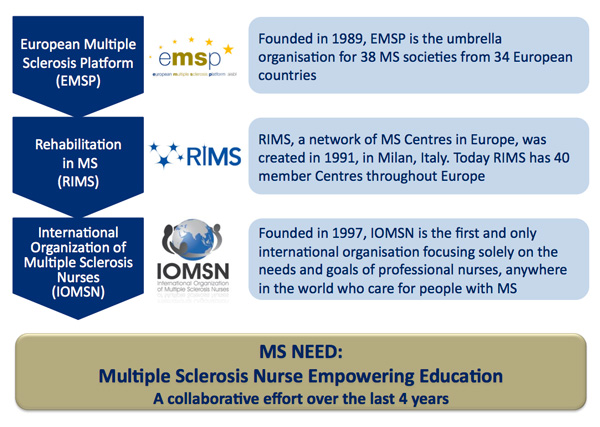 European Multiple
Sclerosis Platform
(EMSP)
emsp
european multiple sclerosis platform
Founded in 1989, EMSP is the umbrella
organisation for 38 MS societies from 34 European
countries
Rehabilitation
in MS
(RIMS)
RIMS
RIMS, a network of MS Centres in Europe, was
created in 1991, in Milan, Italy. Today RIMS has 40
member Centres throughout Europe
International
Organization of
Multiple Sclerosis
Nurses
(IOMSN)
IOMSN
International Organization
of Multiple Sclerosis Nurses
Founded in 1997, IOMSN is the first and only
international organisation focusing solely on the
needs and goals of professional nurses, anywhere
in the world who care for people with MS
MS NEED:
Multiple Sclerosis Nurse Empowering Education
A collaborative effort over the last 4 years